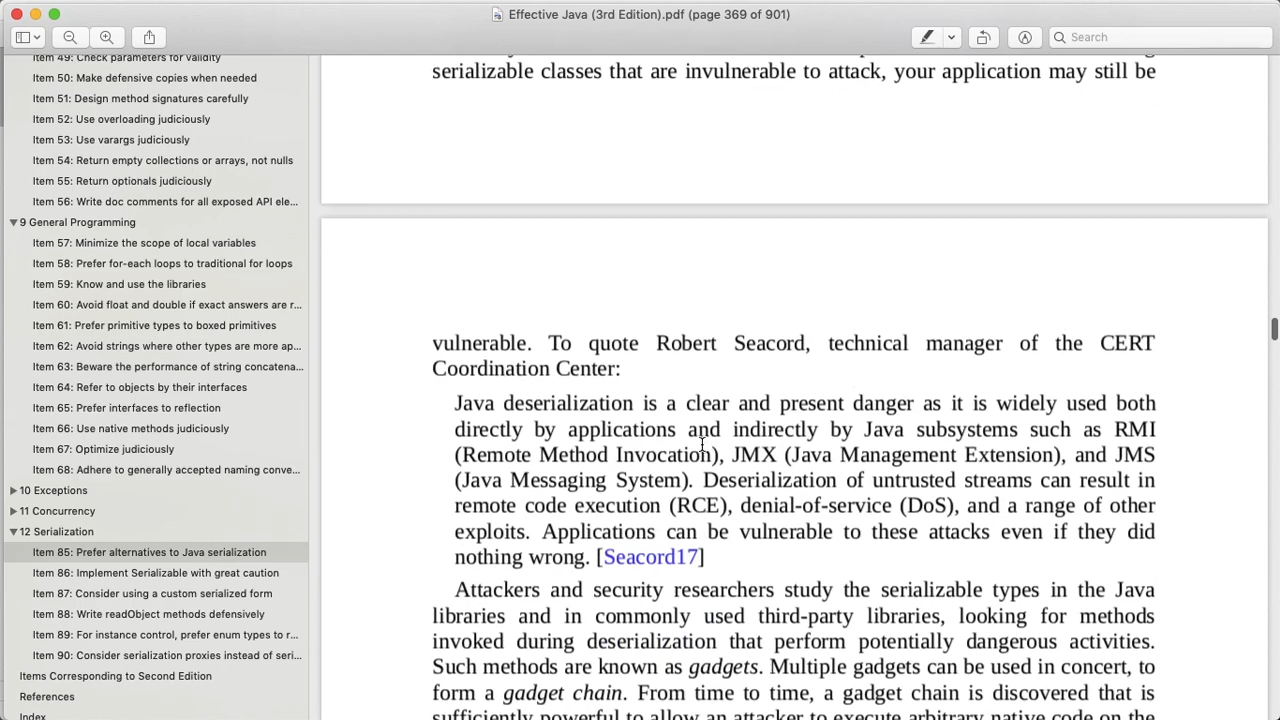 Effective Java (3rd Edition).pdf (page 369 of 901)
Search
Item 49: Check parameters for validity
Item 50: Make defensive copies when needed
Item 51: Design method signatures carefully
Item 52: Use overloading judiciously
Item 53: Use varargs judiciously
Item 54: Return empty collections or arrays, not nulls
Item 55: Return optionals judiciously
Item 56: Write doc comments for all exposed API ele...
9 General Programming
Item 57: Minimize the scope of local variables
Item 58: Prefer for-each loops to traditional for loops
Item 59: Know and use the libraries
Item 60: Avoid float and double if exact answers are r...
Item 61: Prefer primitive types to boxed primitives
Item 62: Avoid strings where other types are more ap...
Item 63: Beware the performance of string concatena...
Item 64: Refer to objects by their interfaces
Item 65: Prefer interfaces to reflection
Item 66: Use native methods judiciously
Item 67: Optimize judiciously
Item 68: Adhere to generally accepted naming conve...
10 Exceptions
11 Concurrency
12 Serialization
Item 85: Prefer alternatives to Java serialization
Item 86: Implement Serializable with great caution
Item 87: Consider using a custom serialized form
Item 88: Write readObject methods defensively
Item 89: For instance control, prefer enum types to r...
Item 90: Consider serialization proxies instead of seri...
Items Corresponding to Second Edition
References
Index
serializable classes that are invulnerable to attack, your application may still be
vulnerable. To quote Robert Seacord, technical manager of the CERT
Coordination Center:
Java deserialization is a clear and present danger as it is widely used both
directly by applications and indirectly by Java subsystems such as RMI
(Remote Method Invocation), JMX (Java Management Extension), and JMS
(Java Messaging System). Deserialization of untrusted streams can result in
remote code execution (RCE), denial-of-service (DoS), and a range of other
exploits. Applications can be vulnerable to these attacks even if they did
nothing wrong. [Seacord17]
Attackers and security researchers study the serializable types in the Java
libraries and in commonly used third-party libraries, looking for methods
invoked during deserialization that perform potentially dangerous activities.
Such methods are known as gadgets. Multiple gadgets can be used in concert, to
form a gadget chain. From time to time, a gadget chain is discovered that is
sufficiently powerful to allow an attacker to execute arbitrary native code on the